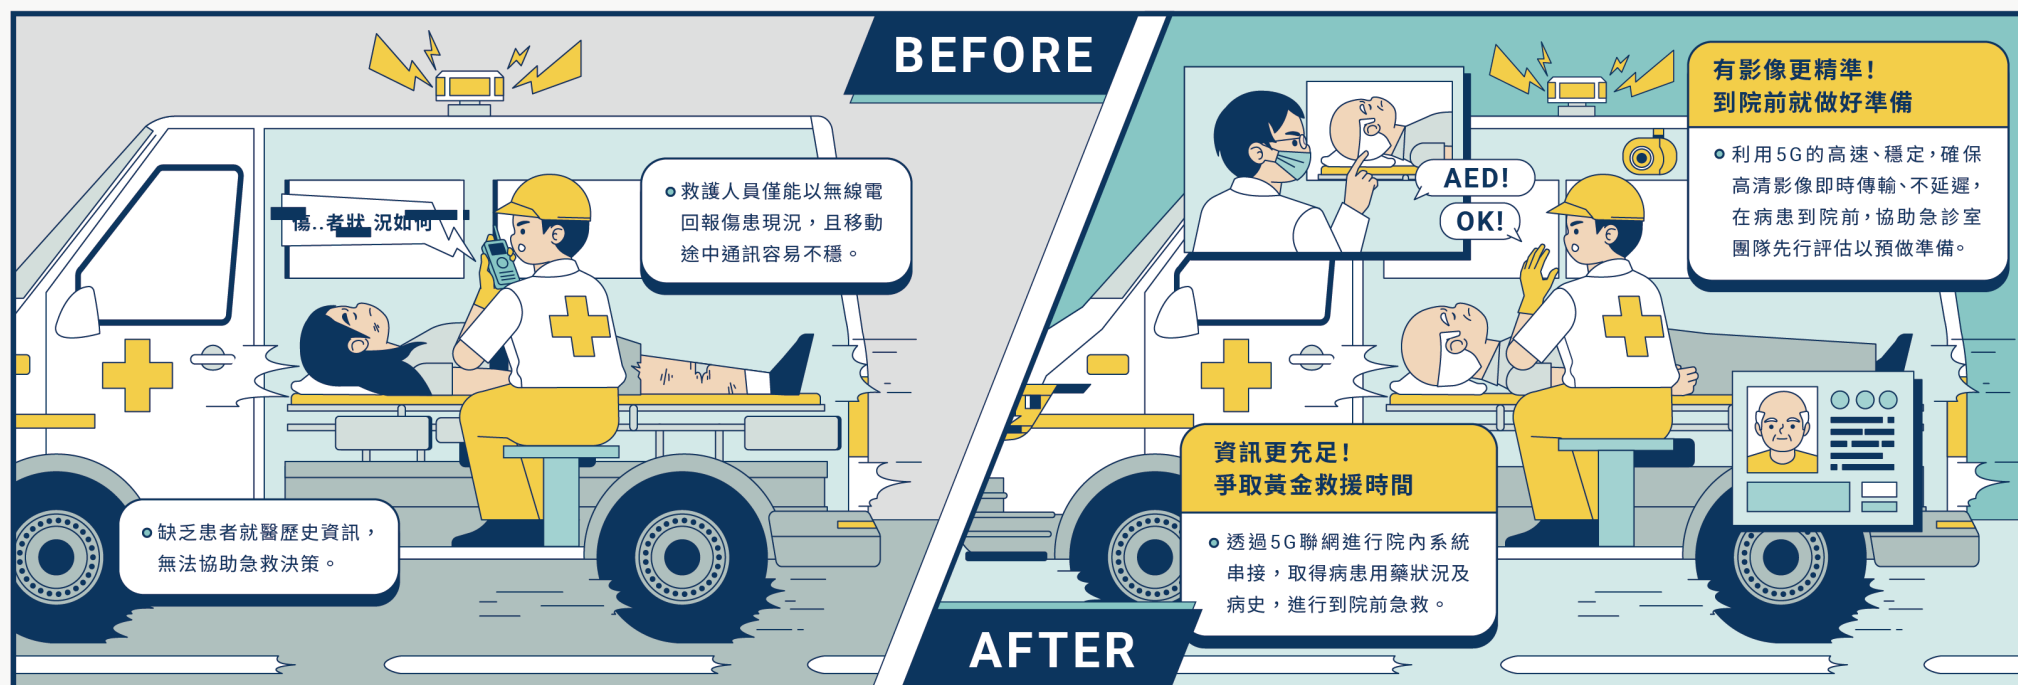 BEFORE
傷..者狀 況如何
救護人員僅能以無線電
回報傷患現況，且移動
途中通訊容易不穩。
缺乏患者就醫歷史資訊，
無法協助急救決策。
AFTER
AED!
OK!
有影像更精準！
到院前就做好準備
利用5G的高速、穩定，確保
高清影像即時傳輸、不延遲，
在病患到院前，協助急診室
團隊先行評估以預做準備。
資訊更充足！
爭取黃金救援時間
透過5G聯網進行院內系統
串接，取得病患用藥狀況及
病史，進行到院前急救。